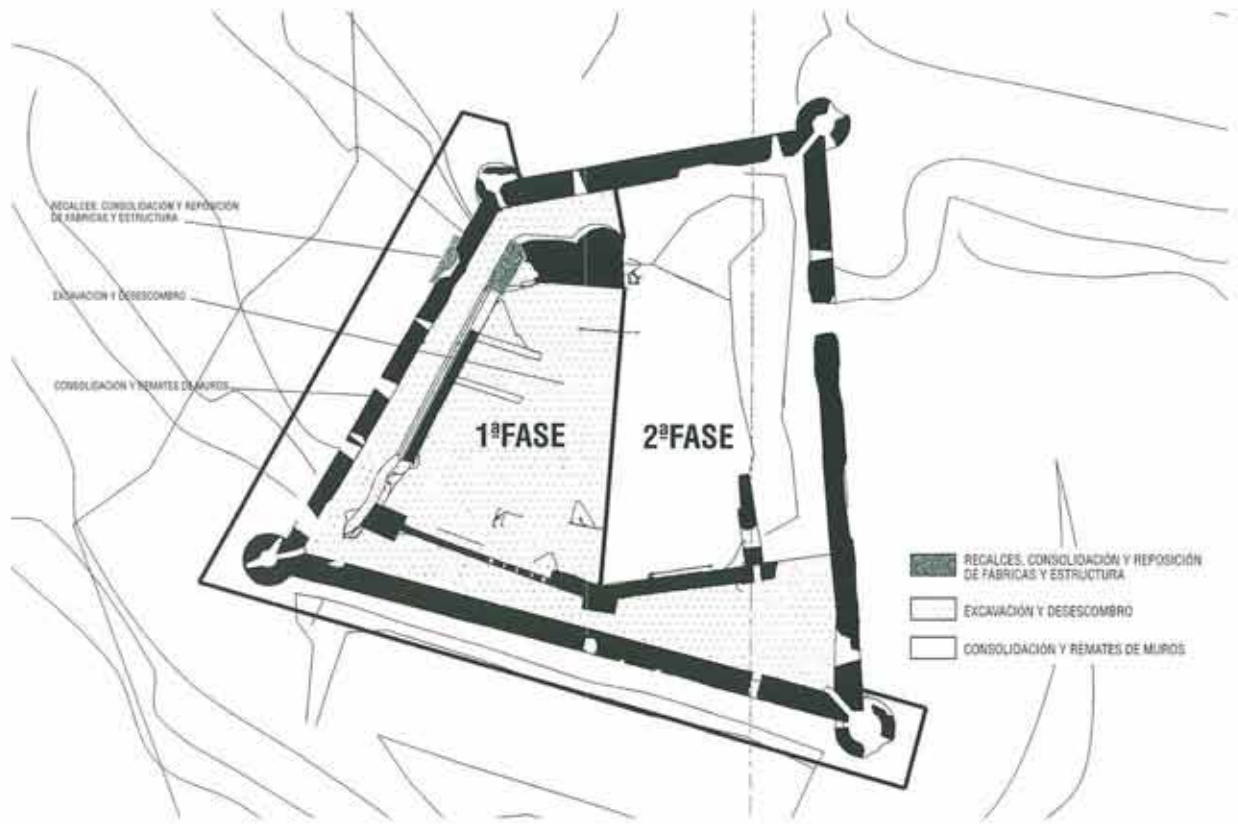 RECALCES, CONSOLIDACIÓN Y REPOSICIÓN
DE FÁBRICAS Y ESTRUCTURA
EXCAVACIÓN Y DESESCOMBRO
CONSOLIDACIÓN Y REMATES DE MUROS
1ªFASE
2ªFASE
RECALCES, CONSOLIDACIÓN Y REPOSICIÓN
DE FÁBRICAS Y ESTRUCTURA
EXCAVACIÓN Y DESESCOMBRO
CONSOLIDACIÓN Y REMATES DE MUROS